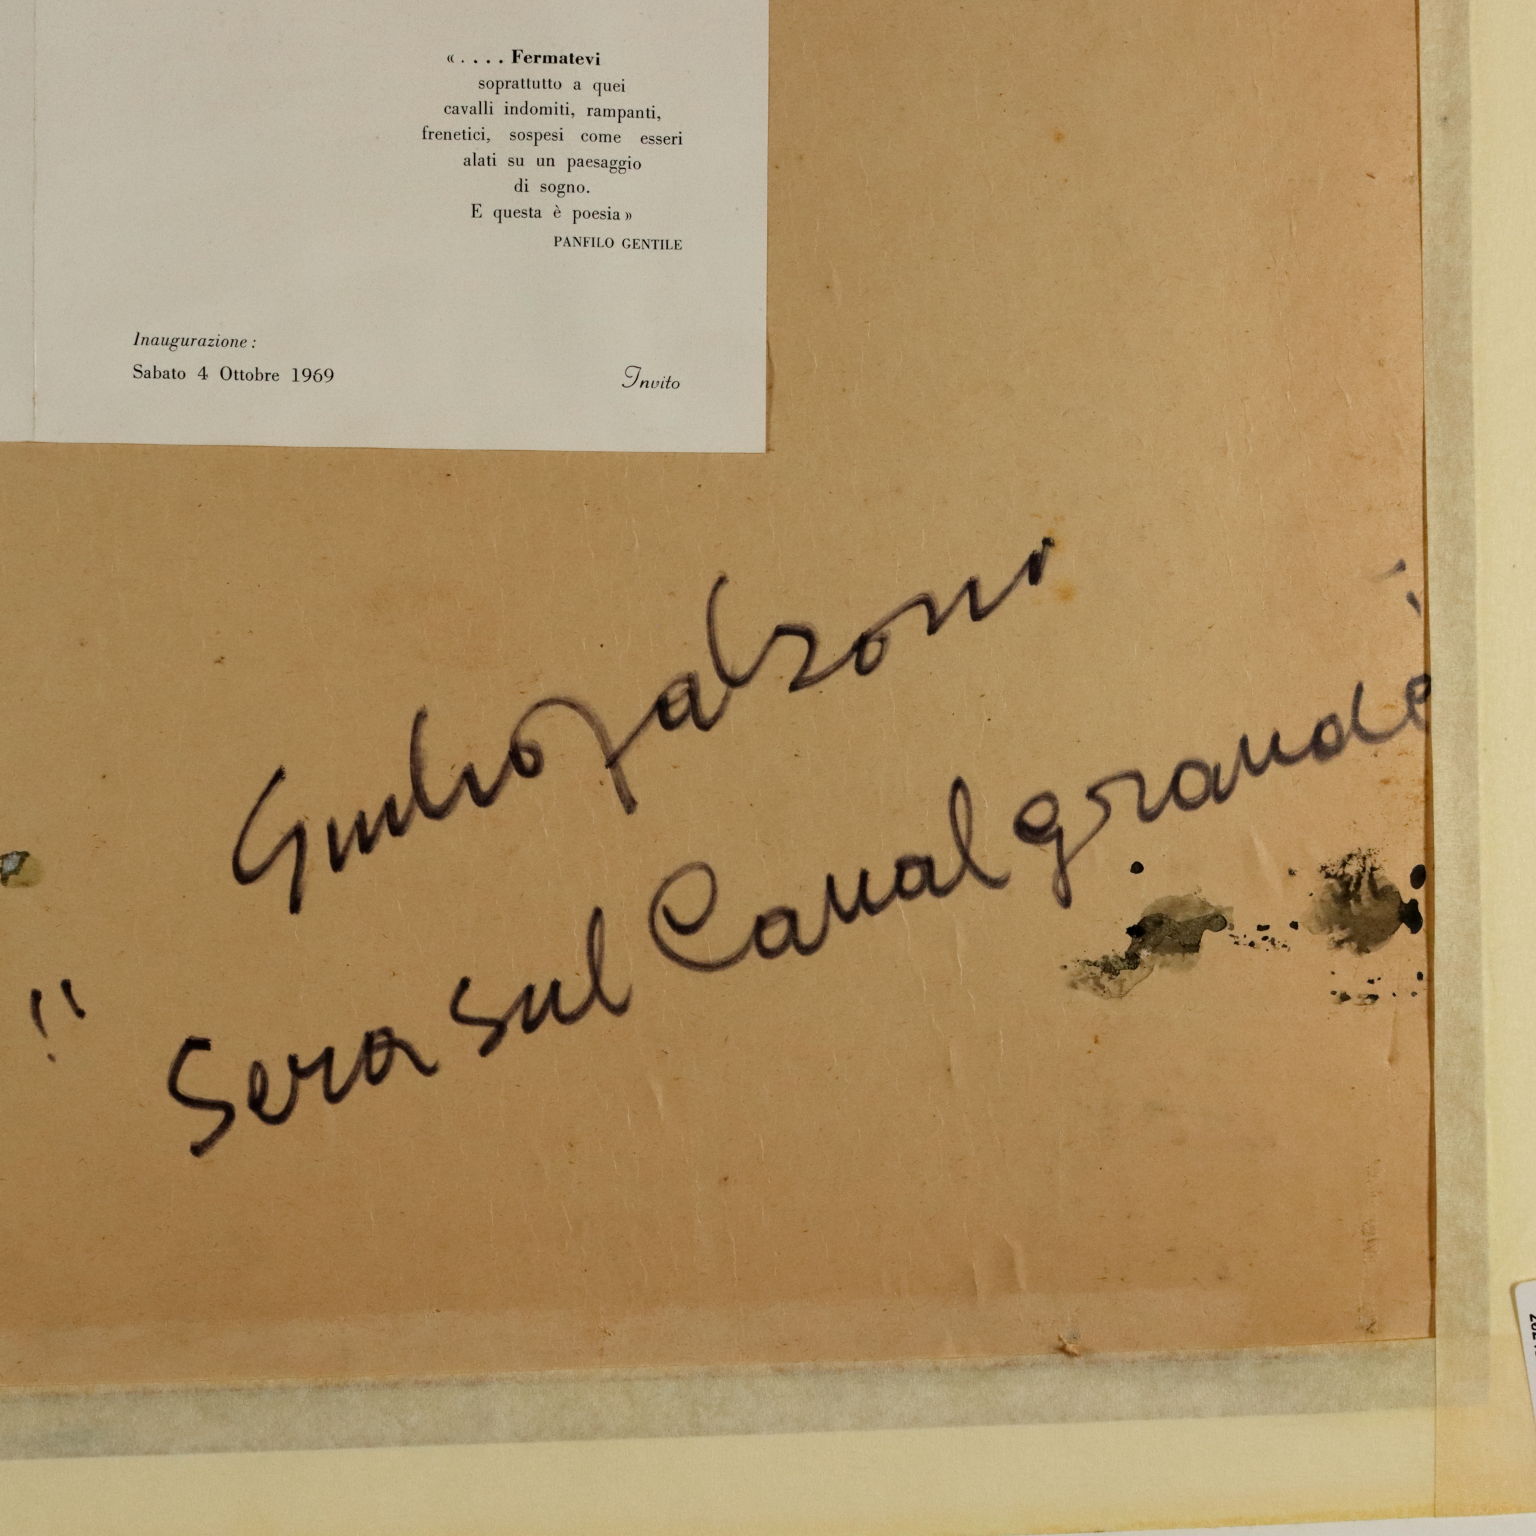 « . . . . Fermatevi
soprattutto a quei
cavalli indomiti, rampanti,
frenetici, sospesi come esseri
alati su un paesaggio
di sogno.
E questa è poesia »
PANFILO GENTILE
Inaugurazione :
Sabato 4 Ottobre 1969
Invito
Giulio Falzoni
" Sera sul Canal grande "